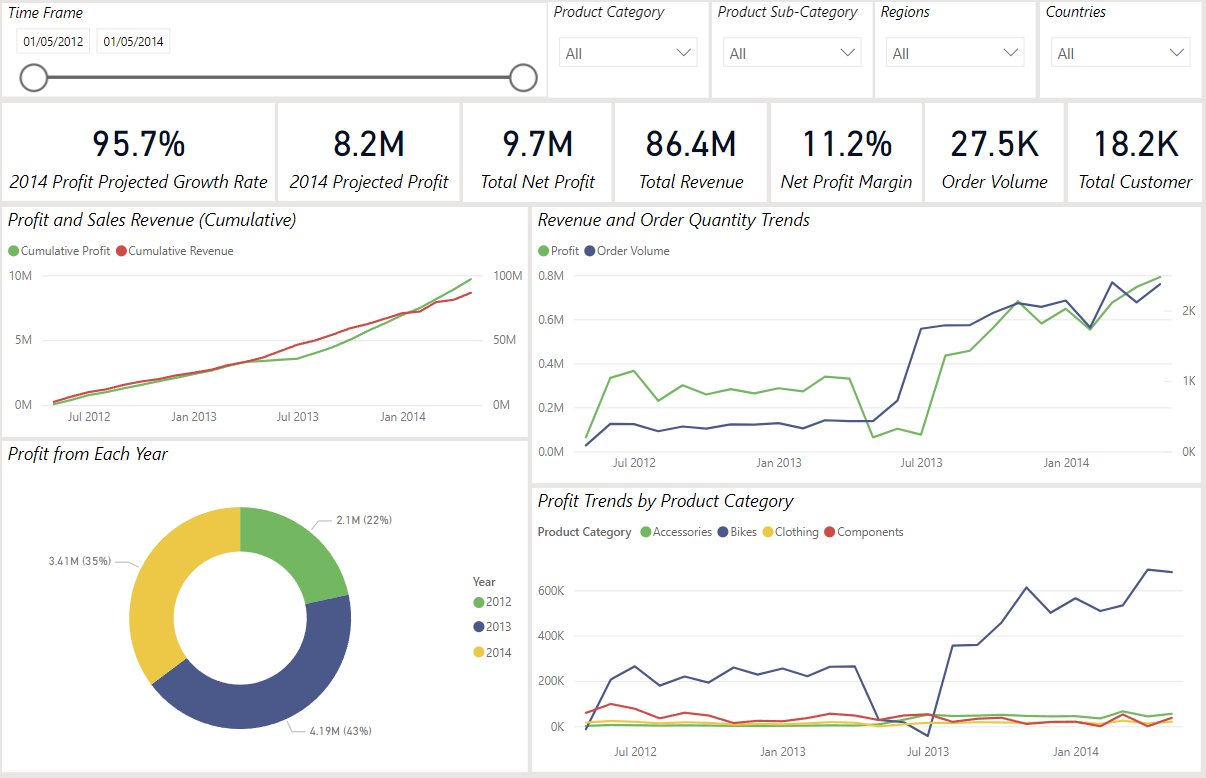 Time Frame
01/05/2012 01/05/2014
Product Category
All
Product Sub-Category
All
Regions
All
Countries
All
95.7%
2014 Profit Projected Growth Rate
8.2M
2014 Projected Profit
9.7M
Total Net Profit
86.4M
Total Revenue
11.2%
Net Profit Margin
27.5K
Order Volume
18.2K
Total Customer
Profit and Sales Revenue (Cumulative)
Cumulative Profit Cumulative Revenue
10M 100M
5M 50M
0M 0M
Jul 2012 Jan 2013 Jul 2013 Jan 2014
Revenue and Order Quantity Trends
Profit Order Volume
0.8M
0.6M 2K
0.4M 1K
0.2M
0.0M 0K
Jul 2012 Jan 2013 Jul 2013 Jan 2014
Profit from Each Year
2.1M (22%)
3.41M (35%)
4.19M (43%)
Year
2012
2013
2014
Profit Trends by Product Category
Product Category Accessories Bikes Clothing Components
600K
400K
200K
0K
Jul 2012 Jan 2013 Jul 2013 Jan 2014